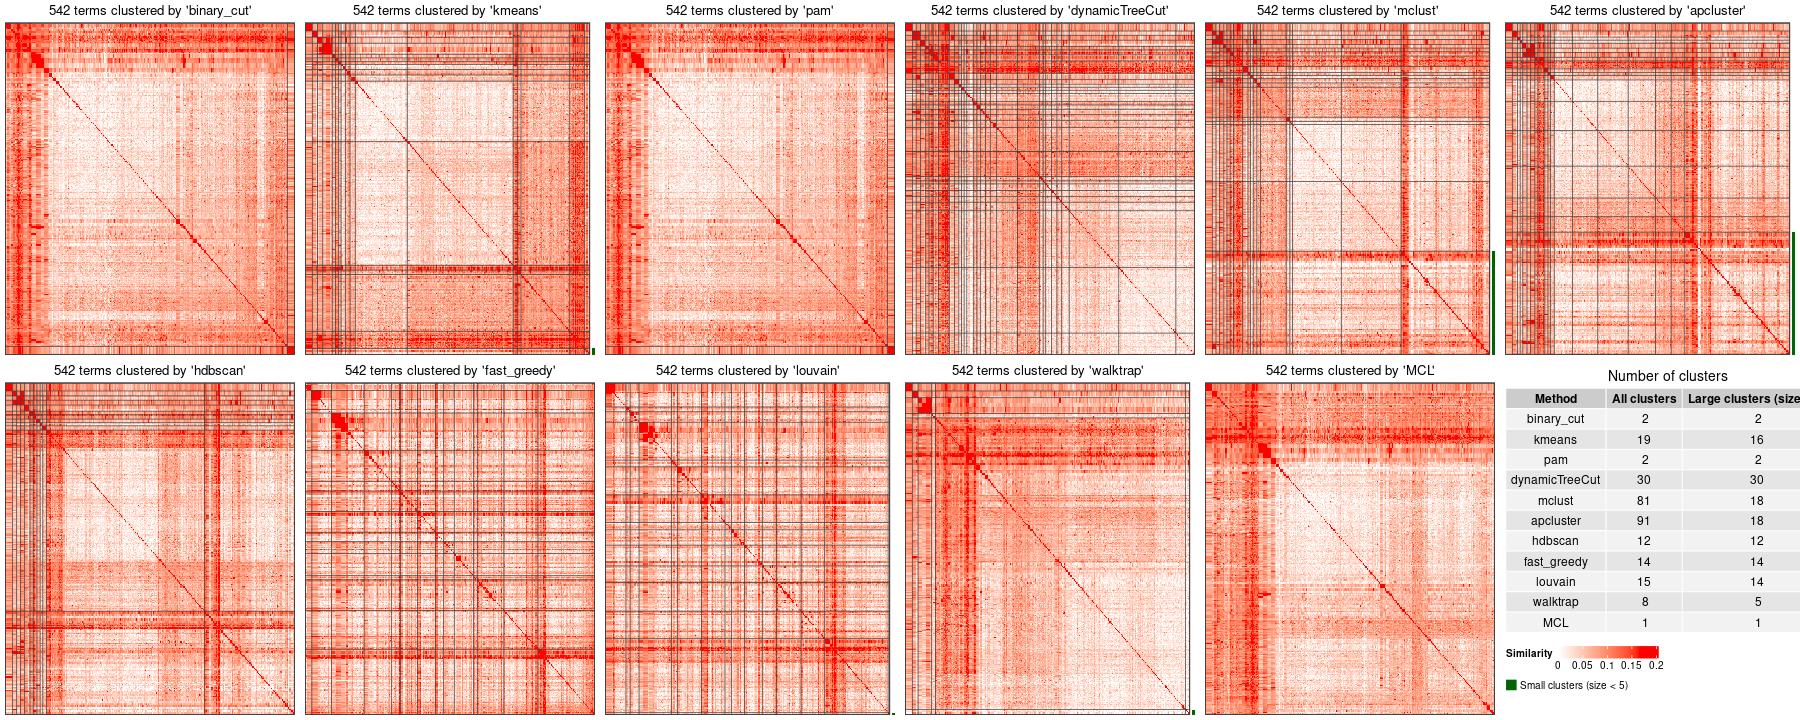 542 terms clustered by 'binary_cut'
542 terms clustered by 'kmeans'
542 terms clustered by 'pam'
542 terms clustered by 'dynamicTreeCut'
542 terms clustered by 'mclust'
542 terms clustered by 'apcluster'
542 terms clustered by 'hdbscan'
542 terms clustered by 'fast_greedy'
542 terms clustered by 'louvain'
542 terms clustered by 'walktrap'
542 terms clustered by 'MCL'
Number of clusters
Method All clusters Large clusters (size
binary_cut 2 2
kmeans 19 16
pam 2 2
dynamicTreeCut 30 30
mclust 81 18
apcluster 91 18
hdbscan 12 12
fast_greedy 14 14
louvain 15 14
walktrap 8 5
MCL 1 1
Similarity
0 0.05 0.1 0.15 0.2
Small clusters (size < 5)